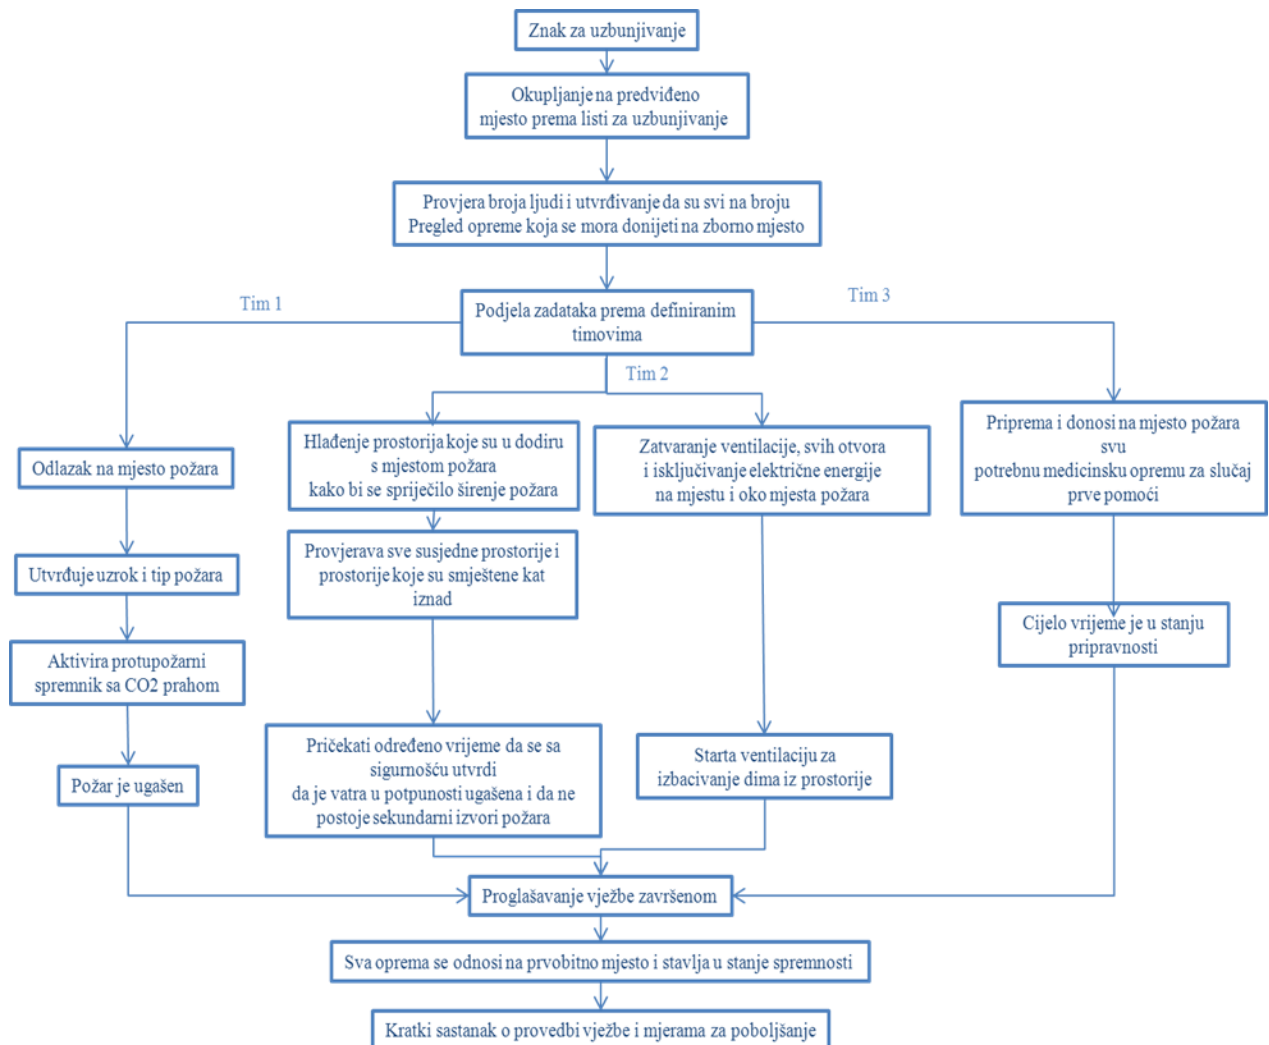 Znak za uzbunjivanje
Okupljanje na predviđeno
mjesto prema listi za uzbunjivanje
Provjera broja ljudi i utvrđivanje da su svi na broju
Pregled opreme koja se mora donijeti na zborno mjesto
Podjela zadataka prema definiranim
timovima
Tim 1
Tim 2
Tim 3
Odlazak na mjesto požara
Utvrđuje uzrok i tip požara
Aktivira protupožarni
spremnik sa CO2 prahom
Požar je ugašen
Hlađenje prostorija koje su u dodiru
s mjestom požara
kako bi se spriječilo širenje požara
Provjerava sve susjedne prostorije i
prostorije koje su smještene kat
iznad
Pričekati određeno vrijeme da se sa
sigurnošću utvrdi
da je vatra u potpunosti ugašena i da ne
postoje sekundarni izvori požara
Zatvaranje ventilacije, svih otvora
i isključivanje električne energije
na mjestu i oko mjesta požara
Starta ventilaciju za
izbacivanje dima iz prostorije
Priprema i donosi na mjesto požara
svu
potrebnu medicinsku opremu za slučaj
prve pomoći
Cijelo vrijeme je u stanju
pripravnosti
Proglašavanje vježbe završenom
Sva oprema se odnosi na prvobitno mjesto i stavlja u stanje spremnosti
Kratki sastanak o provedbi vježbe i mjerama za poboljšanje